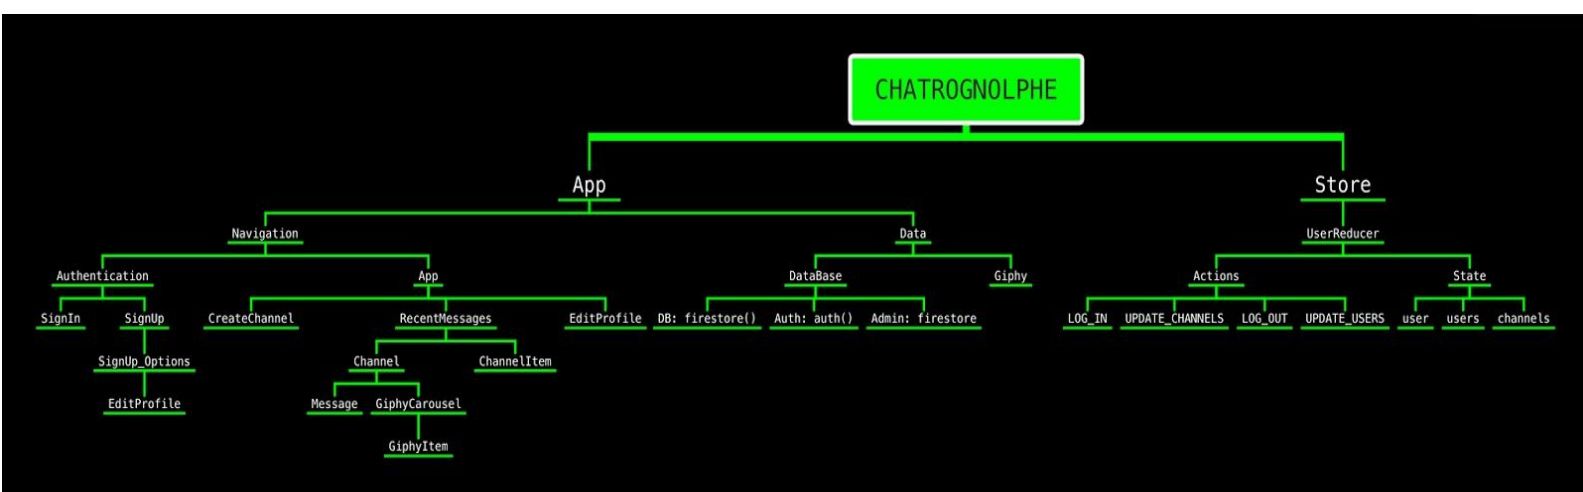 CHATROGNOLPHE
App Store
Navigation Data UserReducer
Authentication App DataBase Giphy Actions State
SignIn SignUp CreateChannel RecentMessages EditProfile DB: firestore() Auth: auth() Admin: firestore LOG_IN UPDATE_CHANNELS LOG_OUT UPDATE_USERS user users channels
SignUp_Options Channel ChannelItem
EditProfile Message GiphyCarousel
GiphyItem